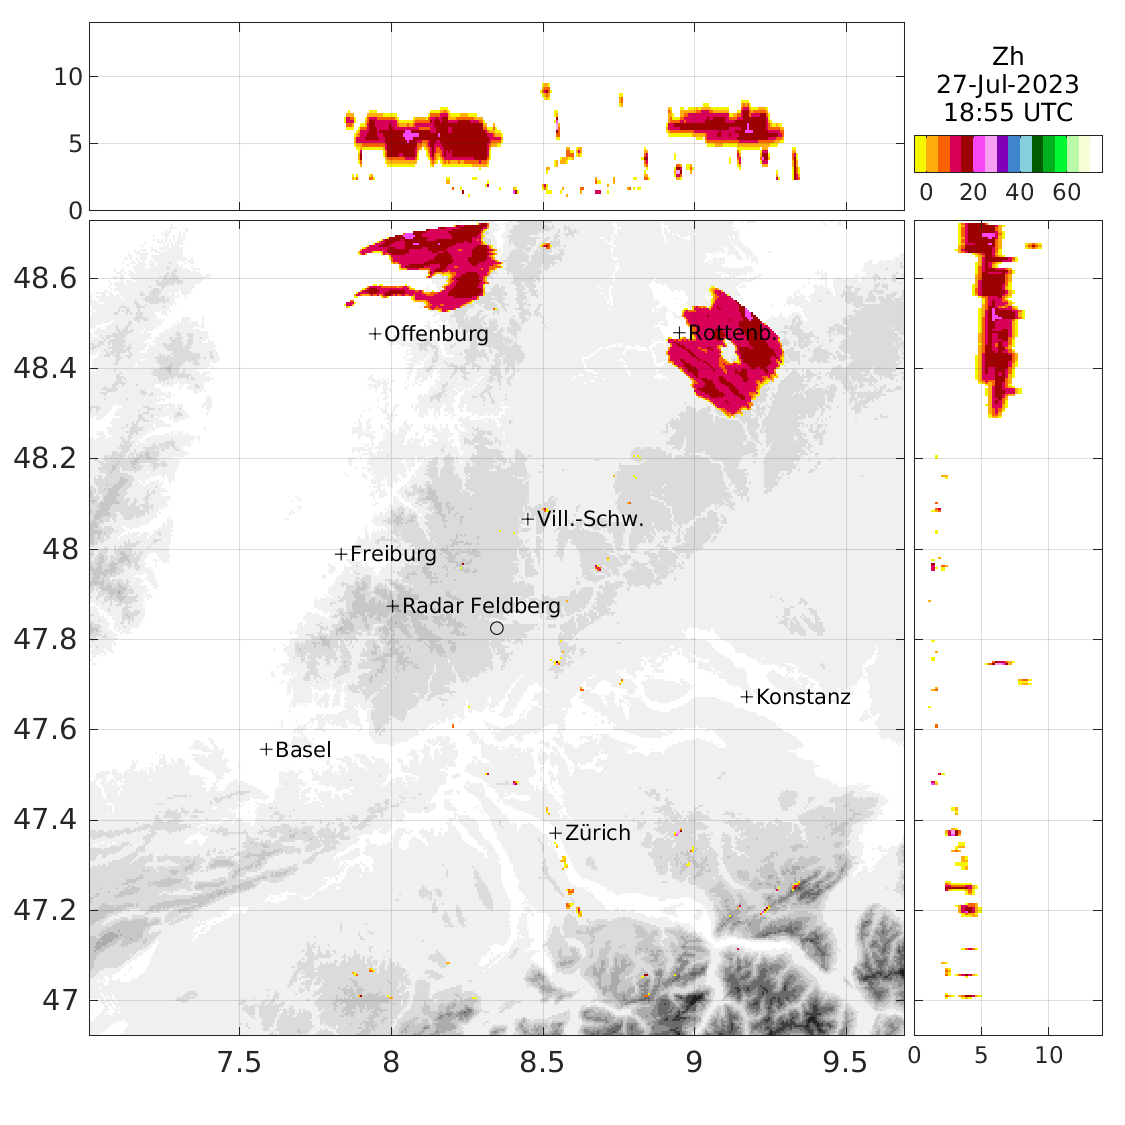 Zh
27-Jul-2023
18:55 UTC
0 20 40 60
10
5
0
48.6
48.4
48.2
48
47.8
47.6
47.4
47.2
47
Offenburg
Rottenb.
Vill.-Schw.
Freiburg
Radar Feldberg
Konstanz
Basel
Zürich
7.5 8 8.5 9 9.5
0 5 10